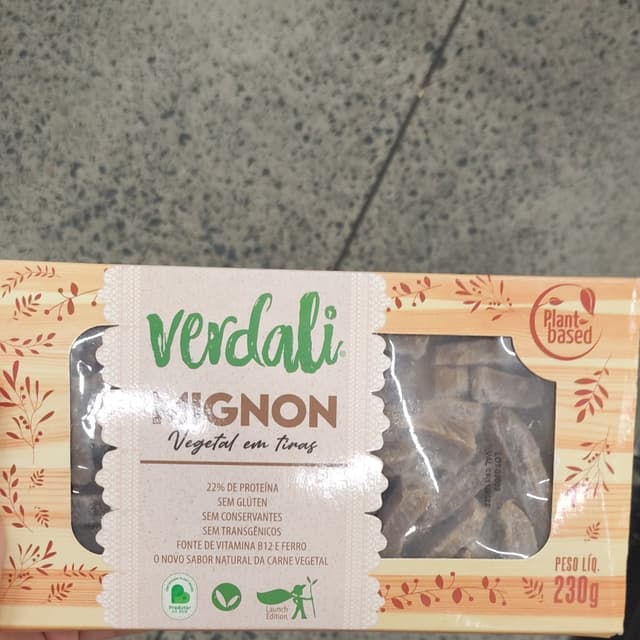 verdali
MIGNON
Vegetal em tiras
22% DE PROTEÍNA
SEM GLÚTEN
SEM CONSERVANTES
SEM TRANSGÊNICOS
FONTE DE VITAMINA B12 E FERRO
O NOVO SABOR NATURAL DA CARNE VEGETAL
Produtor
Launch
Edition
Plant-
based
PESO LÍQ.
230g